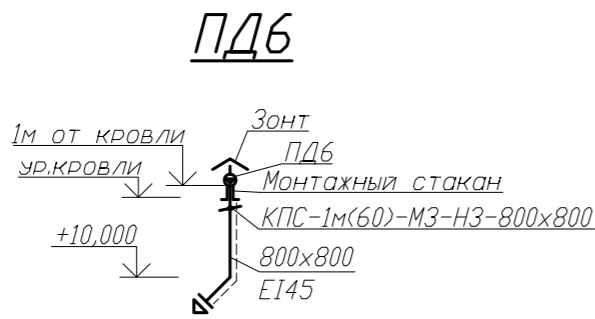 ПД6
Зонт
1м от кровли
ПД6
ур.кровли
Монтажный стакан
КПС-1м(60)-МЗ-НЗ-800х800
+10,000
800х800
EI45